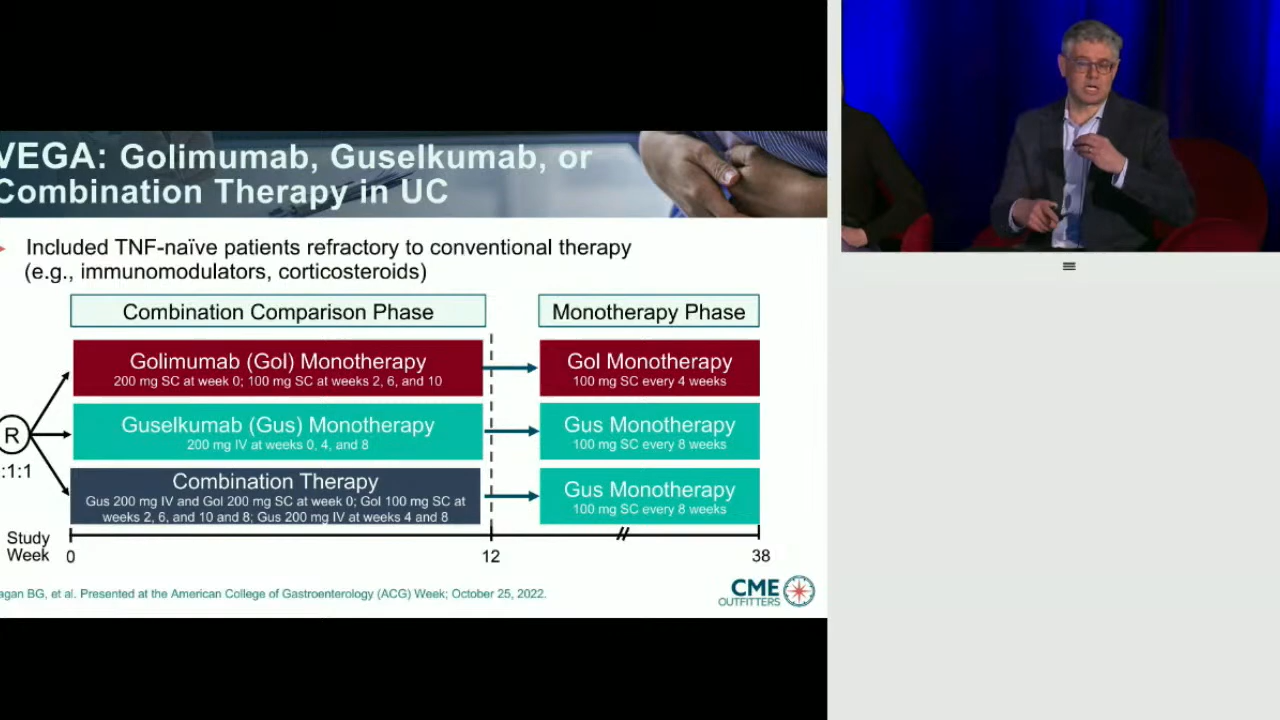 VEGA: Golimumab, Guselkumab, or
Combination Therapy in UC
Included TNF-naïve patients refractory to conventional therapy
(e.g., immunomodulators, corticosteroids)
Combination Comparison Phase
Monotherapy Phase
Golimumab (Gol) Monotherapy
200 mg SC at week 0; 100 mg SC at weeks 2, 6, and 10
Gol Monotherapy
100 mg SC every 4 weeks
R
:1:1
Guselkumab (Gus) Monotherapy
200 mg IV at weeks 0, 4, and 8
Gus Monotherapy
100 mg SC every 8 weeks
Combination Therapy
Gus 200 mg IV and Gol 200 mg SC at week 0; Gol 100 mg SC at
weeks 2, 6, and 10 and 8; Gus 200 mg IV at weeks 4 and 8
Gus Monotherapy
100 mg SC every 8 weeks
Study
Week
0
12
38
agan BG, et al. Presented at the American College of Gastroenterology (ACG) Week; October 25, 2022.
CME
OUTFITTERS